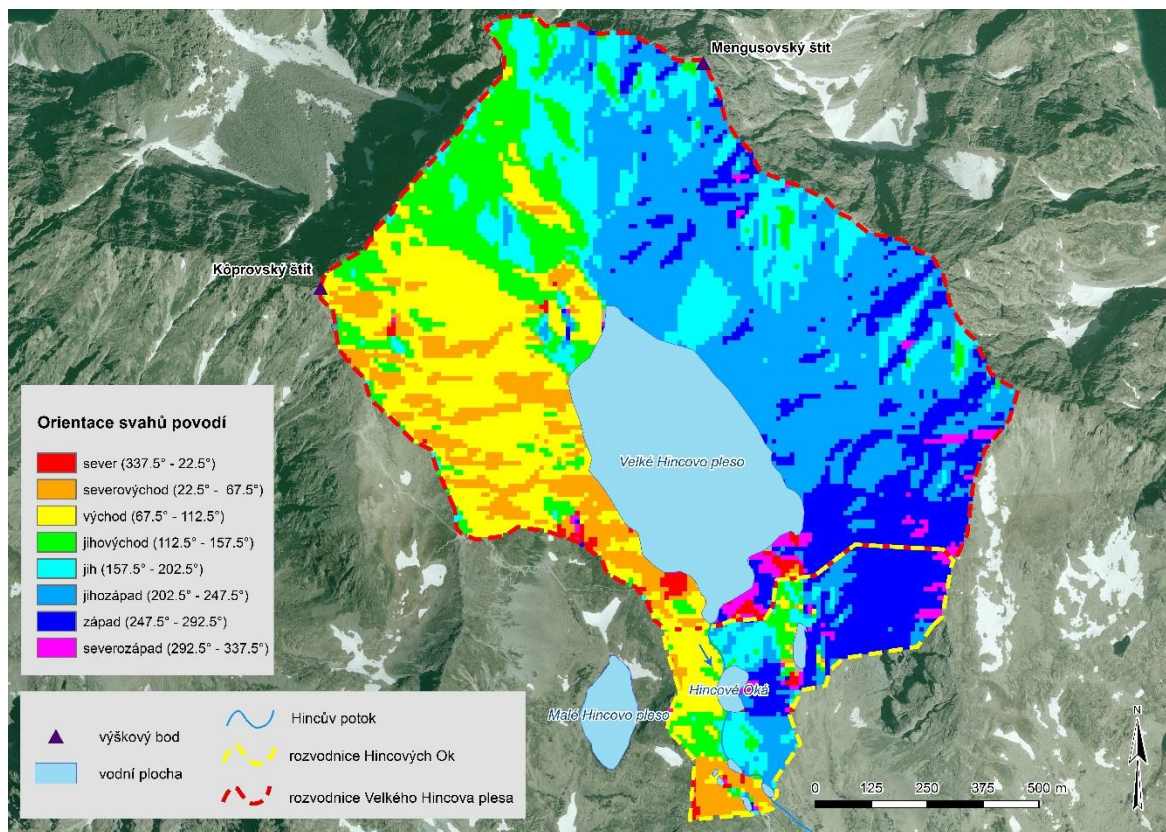 Mengusovský štít
Kôprovský štít
Velké Hincovo pleso
Hincové Oká
Malé Hincovo pleso
Orientace svahů povodí
sever (337.5° - 22.5°)
severovýchod (22.5° - 67.5°)
východ (67.5° - 112.5°)
jihovýchod (112.5° - 157.5°)
jih (157.5° - 202.5°)
jihozápad (202.5° - 247.5°)
západ (247.5° - 292.5°)
severozápad (292.5° - 337.5°)
výškový bod
vodní plocha
Hincův potok
rozvodnice Hincových Ok
rozvodnice Velkého Hincova plesa
N
0 125 250 375 500 m